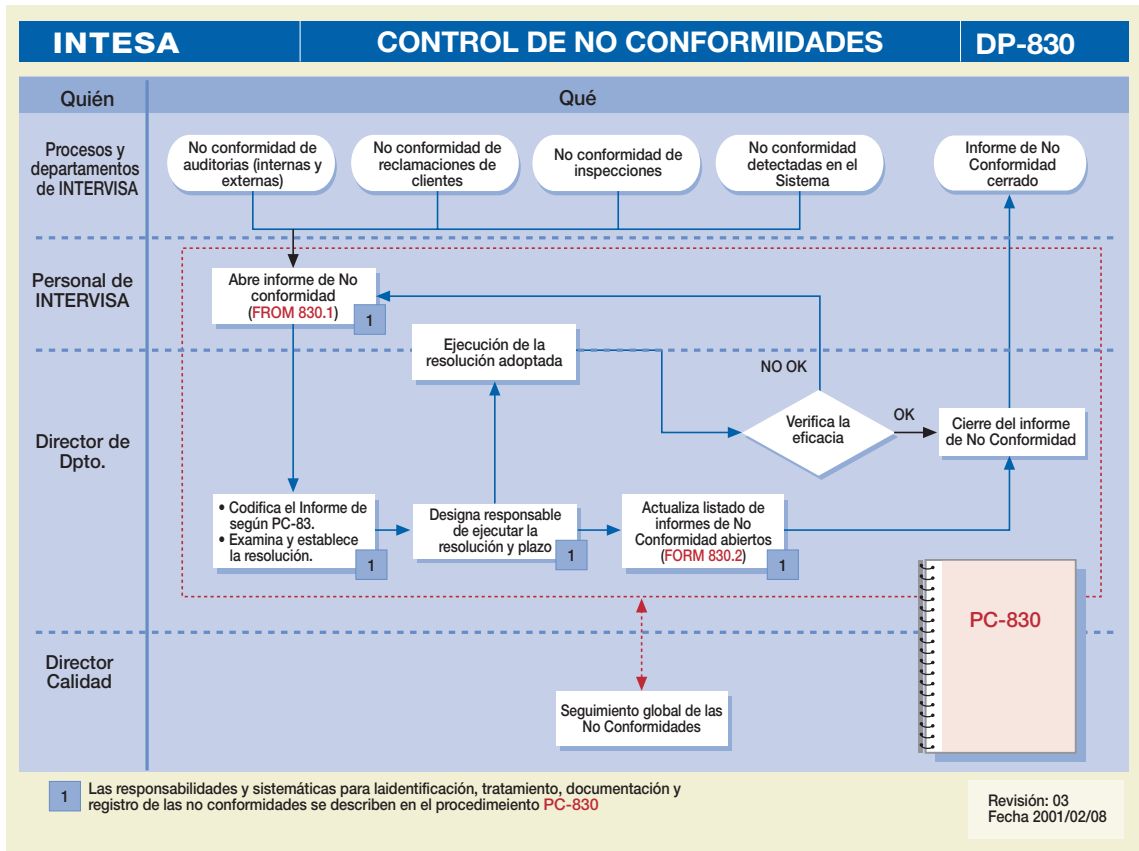 INTESA
CONTROL DE NO CONFORMIDADES
DP-830
Quién
Qué
Procesos y
departamentos
de INTERVISA
No conformidad de
auditorias (internas y
externas)
No conformidad de
reclamaciones de
clientes
No conformidad de
inspecciones
No conformidad
detectadas en el
Sistema
Informe de No
Conformidad
cerrado
Personal de
INTERVISA
Abre informe de No
conformidad
(FROM 830.1)
1
Ejecución de la
resolución adoptada
NO OK
Director de
Dpto.
Verifica la
eficacia
OK
Cierre del informe
de No Conformidad
• Codifica el Informe de
según PC-83.
• Examina y establece
la resolución.
1
Designa responsable
de ejecutar la
resolución y plazo
1
Actualiza listado de
informes de No
Conformidad abiertos
(FORM 830.2)
1
PC-830
Director
Calidad
Seguimiento global de las
No Conformidades
1
Las responsabilidades y sistemáticas para laidentificación, tratamiento, documentación y
registro de las no conformidades se describen en el procedimeiento PC-830
Revisión: 03
Fecha 2001/02/08